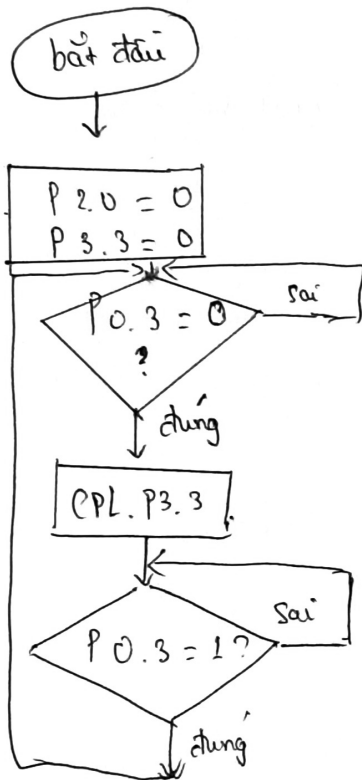 bắt đầu
P 2.0 = 0
P 3.3 = 0
P 0.3 = 0
?
sai
đúng
CPL. P3.3
P 0.3 = 1 ?
sai
đúng